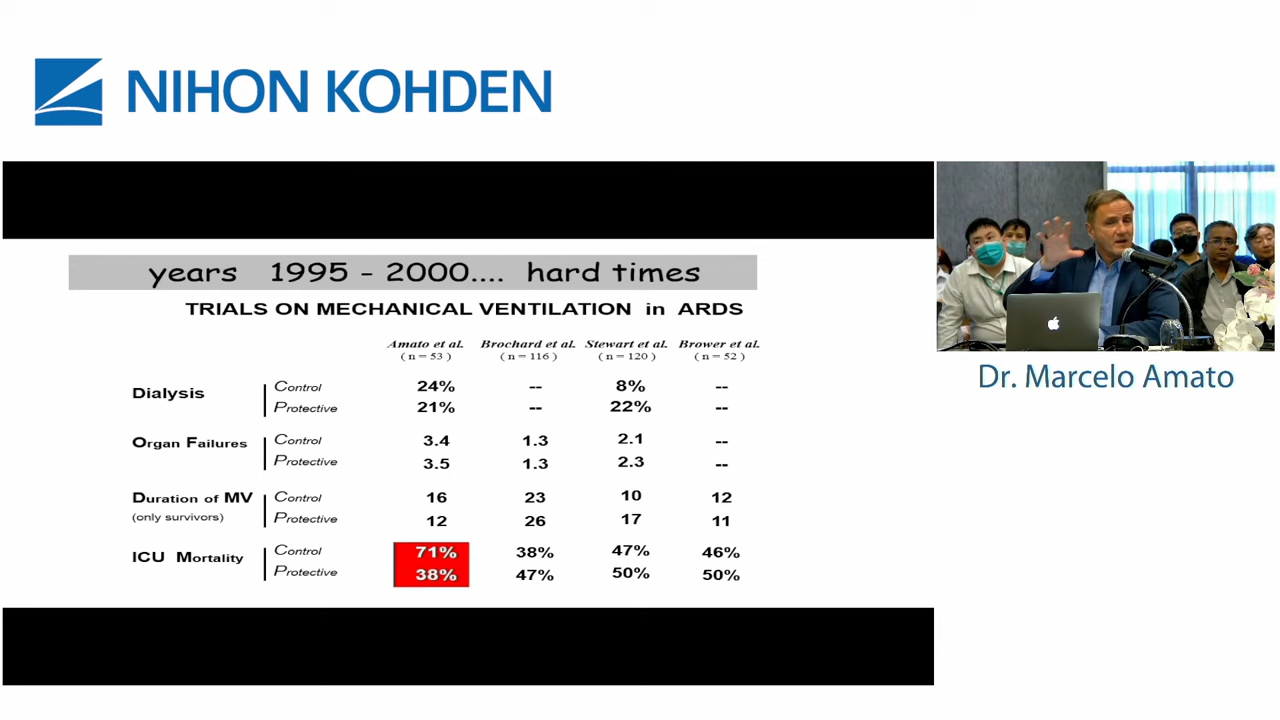 NIHON KOHDEN
years 1995 - 2000.... hard times
TRIALS ON MECHANICAL VENTILATION in ARDS
Amato et al. Brochard et al. Stewart et al. Brower et al.
( n = 53 ) ( n = 116 ) ( n = 120 ) ( n = 52 )
Dialysis
Control 24% -- 8% --
Protective 21% -- 22% --
Organ Failures
Control 3.4 1.3 2.1 --
Protective 3.5 1.3 2.3 --
Duration of MV
(only survivors)
Control 16 23 10 12
Protective 12 26 17 11
ICU Mortality
Control 71% 38% 47% 46%
Protective 38% 47% 50% 50%
Dr. Marcelo Amato